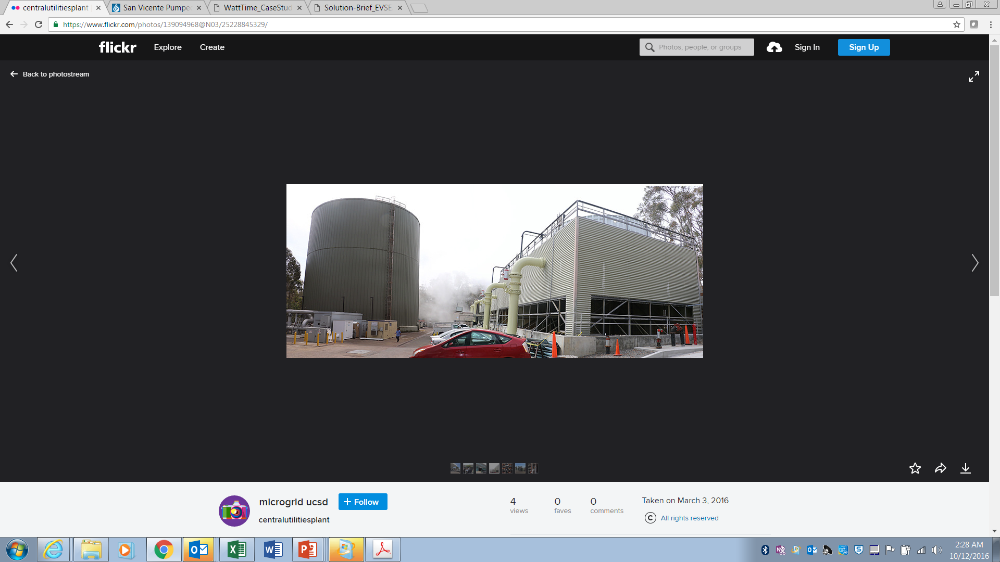 centralutilitiesplant
San Vicente Pumpe
WattTime_CaseStud
Solution-Brief_EVSE
https://www.flickr.com/photos/139094968@N03/25228845329/
flickr
Explore
Create
Photos, people, or groups
Sign In
Sign Up
Back to photostream
microgrid ucsd
+ Follow
centralutilitiesplant
4
views
0
faves
0
comments
Taken on March 3, 2016
All rights reserved
2:28 AM
10/12/2016